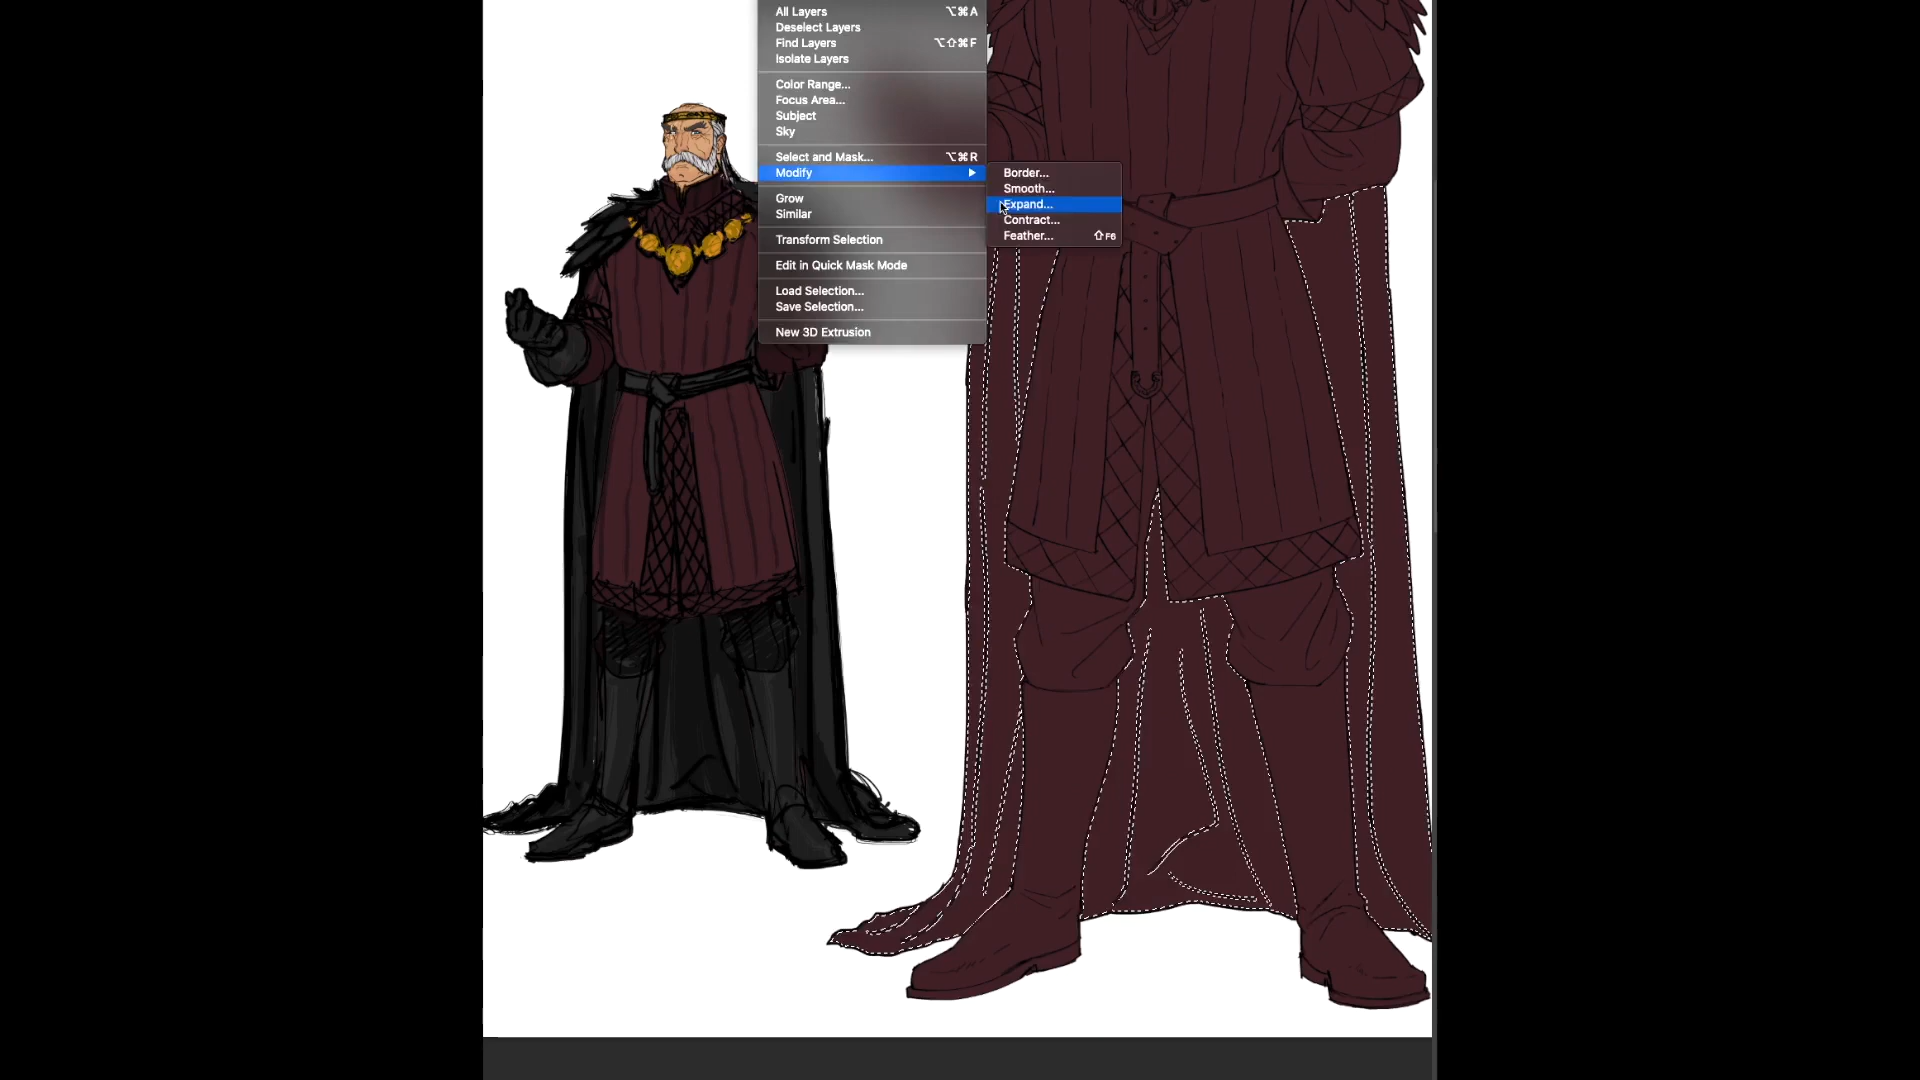 All Layers ⌥⌘A
Deselect Layers
Find Layers ⌥⇧⌘F
Isolate Layers
Color Range...
Focus Area...
Subject
Sky
Select and Mask... ⌥⌘R
Modify
Grow
Similar
Transform Selection
Edit in Quick Mask Mode
Load Selection...
Save Selection...
New 3D Extrusion
Border...
Smooth...
Expand...
Contract...
Feather... ⇧F6